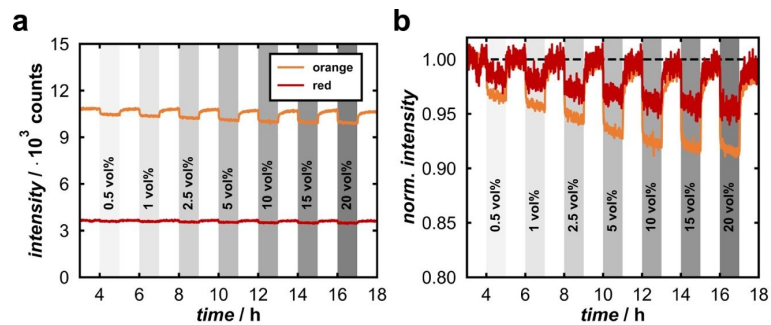 a
15
12
9
6
3
0
intensity / · 10³ counts
orange
red
0.5 vol%
1 vol%
2.5 vol%
5 vol%
10 vol%
15 vol%
20 vol%
4 6 8 10 12 14 16 18
time / h
b
1.00
0.95
0.90
0.85
0.80
norm. intensity
0.5 vol%
1 vol%
2.5 vol%
5 vol%
10 vol%
15 vol%
20 vol%
4 6 8 10 12 14 16 18
time / h